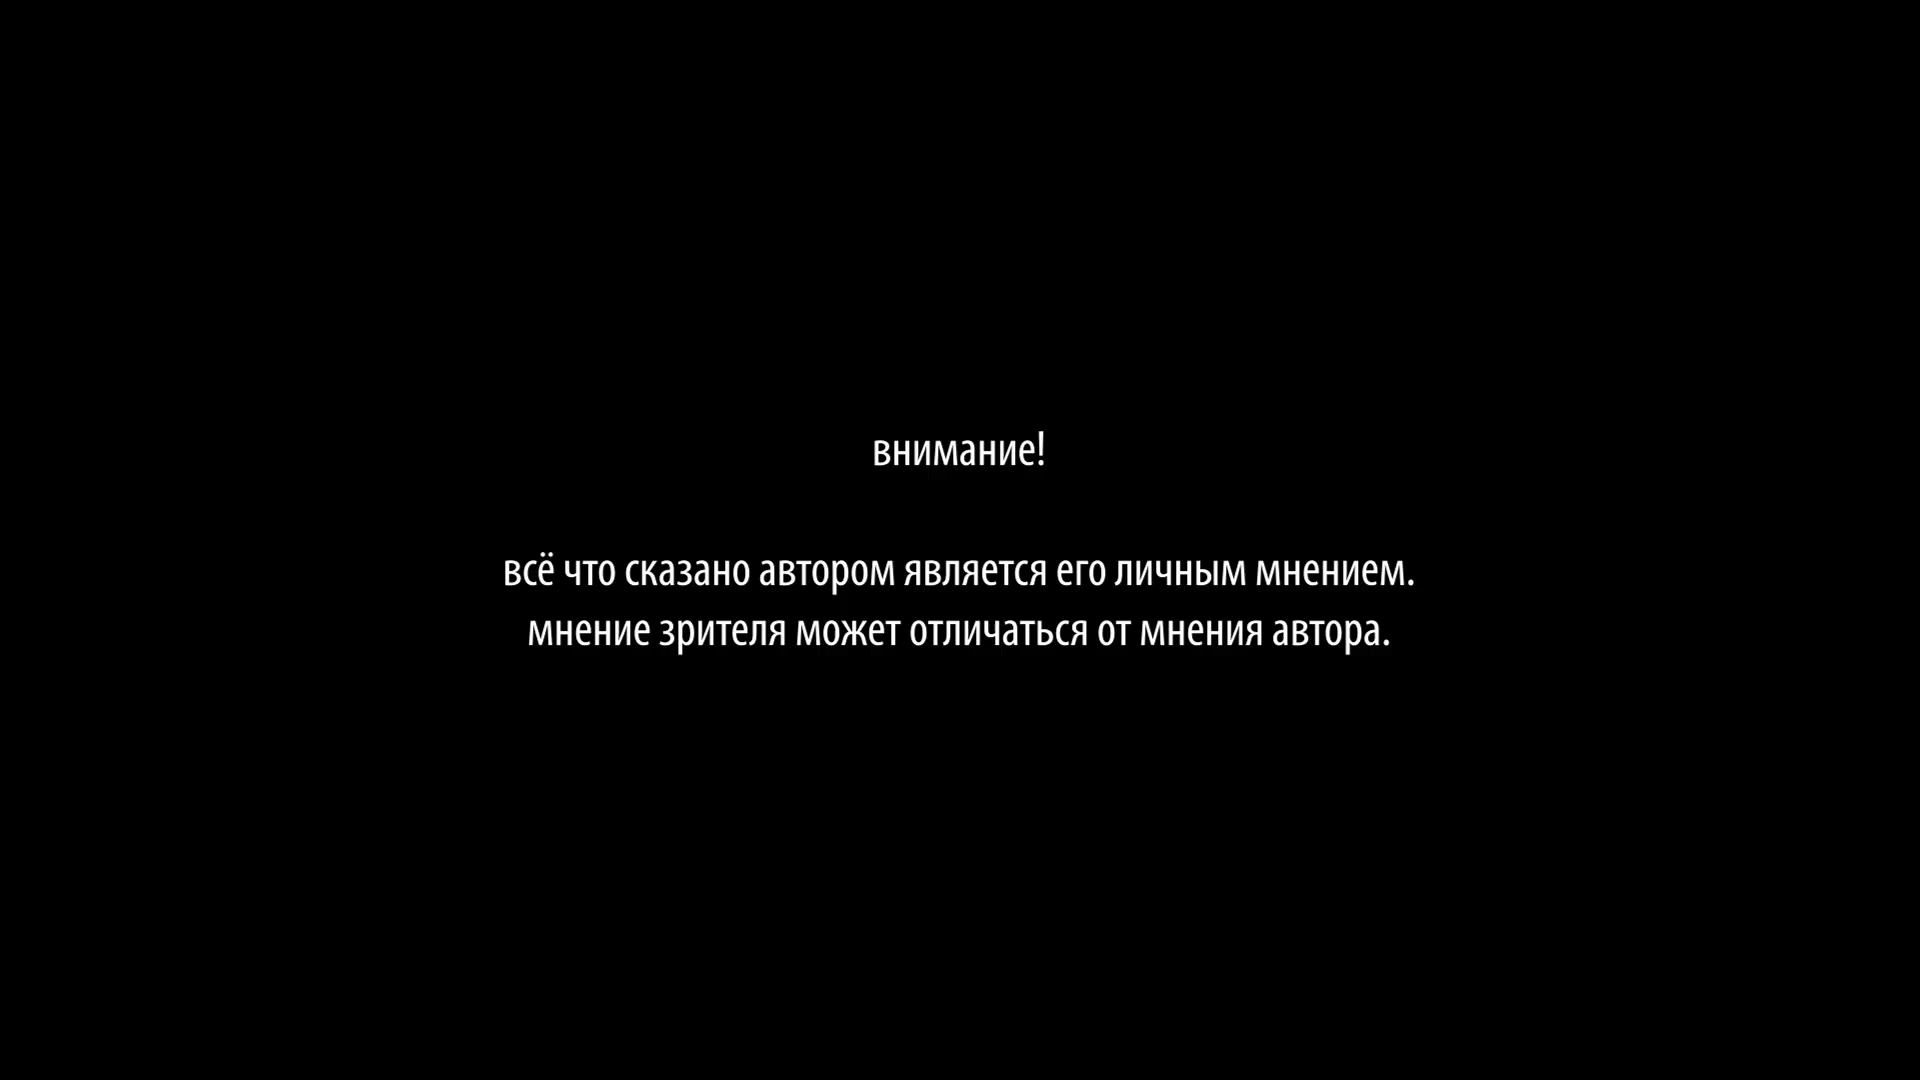 внимание!
всё что сказано автором является его личным мнением.
мнение зрителя может отличаться от мнения автора.